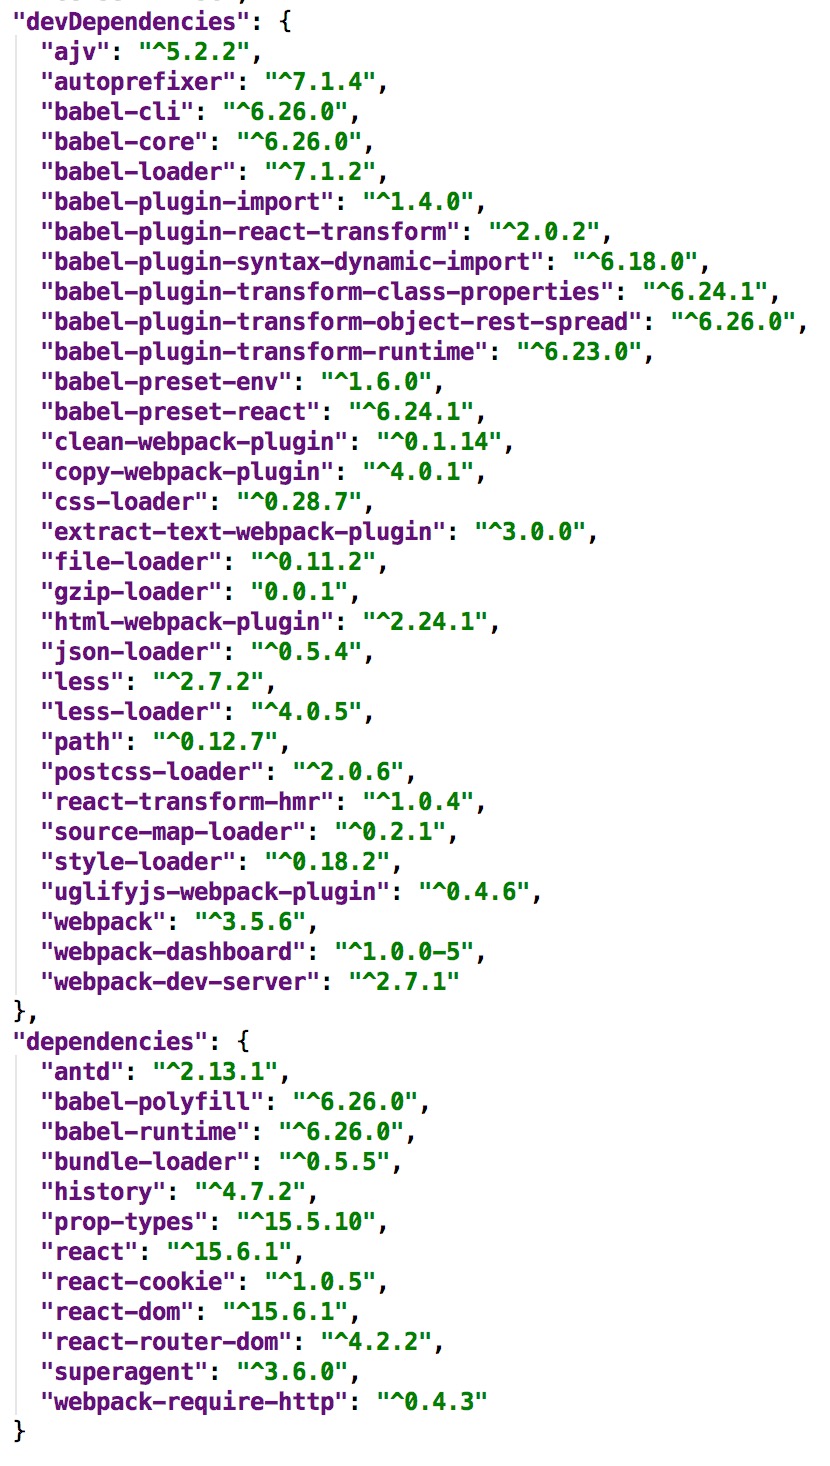 "devDependencies": {
"ajv": "^5.2.2",
"autoprefixer": "^7.1.4",
"babel-cli": "^6.26.0",
"babel-core": "^6.26.0",
"babel-loader": "^7.1.2",
"babel-plugin-import": "^1.4.0",
"babel-plugin-react-transform": "^2.0.2",
"babel-plugin-syntax-dynamic-import": "^6.18.0",
"babel-plugin-transform-class-properties": "^6.24.1",
"babel-plugin-transform-object-rest-spread": "^6.26.0",
"babel-plugin-transform-runtime": "^6.23.0",
"babel-preset-env": "^1.6.0",
"babel-preset-react": "^6.24.1",
"clean-webpack-plugin": "^0.1.14",
"copy-webpack-plugin": "^4.0.1",
"css-loader": "^0.28.7",
"extract-text-webpack-plugin": "^3.0.0",
"file-loader": "^0.11.2",
"gzip-loader": "0.0.1",
"html-webpack-plugin": "^2.24.1",
"json-loader": "^0.5.4",
"less": "^2.7.2",
"less-loader": "^4.0.5",
"path": "^0.12.7",
"postcss-loader": "^2.0.6",
"react-transform-hmr": "^1.0.4",
"source-map-loader": "^0.2.1",
"style-loader": "^0.18.2",
"uglifyjs-webpack-plugin": "^0.4.6",
"webpack": "^3.5.6",
"webpack-dashboard": "^1.0.0-5",
"webpack-dev-server": "^2.7.1"
},
"dependencies": {
"antd": "^2.13.1",
"babel-polyfill": "^6.26.0",
"babel-runtime": "^6.26.0",
"bundle-loader": "^0.5.5",
"history": "^4.7.2",
"prop-types": "^15.5.10",
"react": "^15.6.1",
"react-cookie": "^1.0.5",
"react-dom": "^15.6.1",
"react-router-dom": "^4.2.2",
"superagent": "^3.6.0",
"webpack-require-http": "^0.4.3"
}